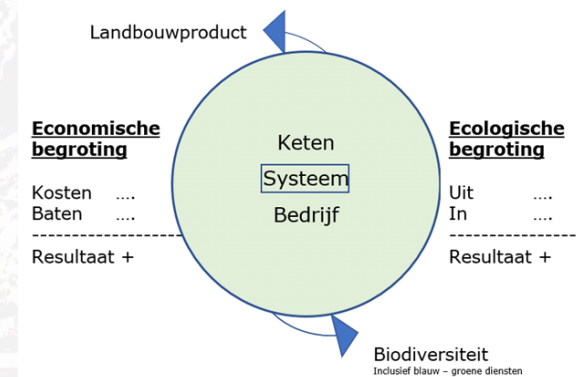 Landbouwproduct
Economische
begroting
Kosten ....
Baten ....
--------------------
Resultaat +
Keten
Systeem
Bedrijf
Ecologische
begroting
Uit ....
In ....
-----------------
Resultaat +
Biodiversiteit
Inclusief blauw – groene diensten